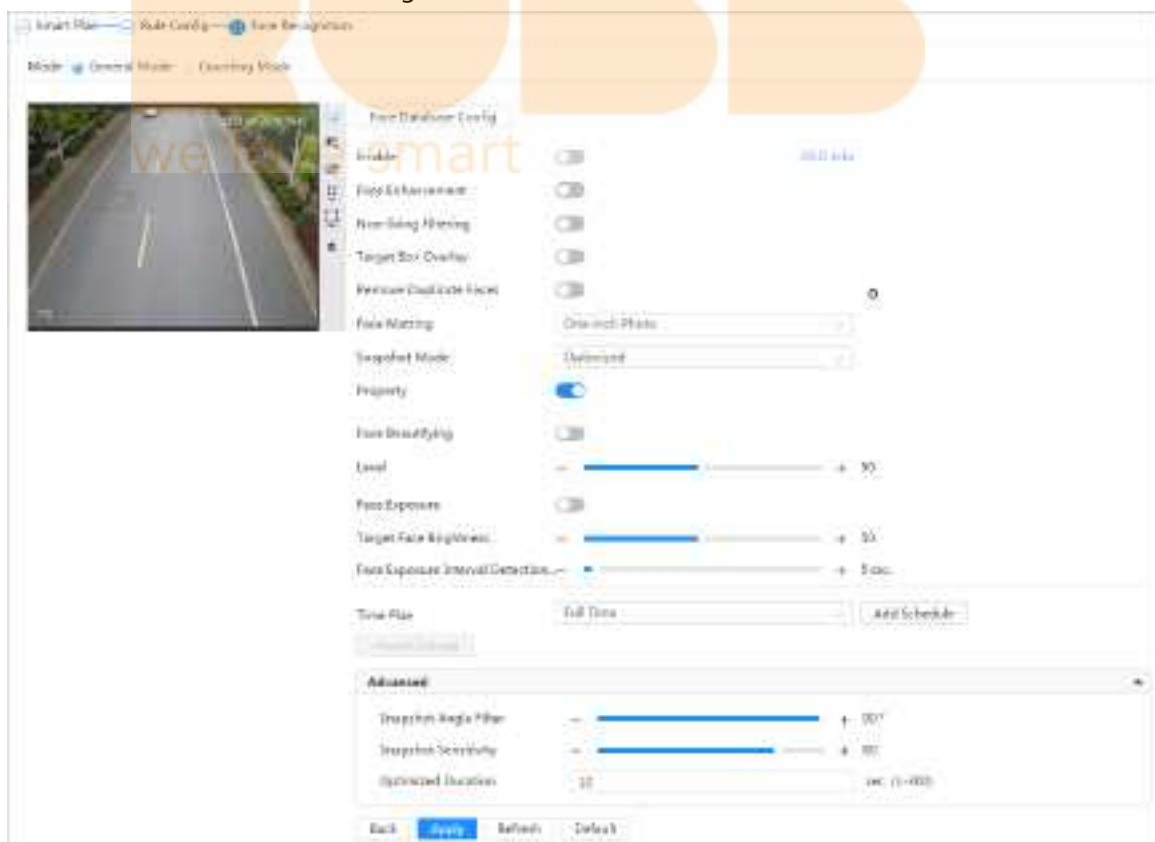 Smart Plan Rule Config Face Recognition
Mode General Mode Counting Mode
we smart
Face Database Config
Enable
Face Enhancement
Non-living Filtering
Target Box Overlay
Remove Duplicate Faces
Face Matting One-inch Photo
Snapshot Mode Optimized
Property
Face Beautifying
Level - + 50
Face Exposure
Target Face Brightness - + 50
Face Exposure Interval Detection... - + 5 sec.
Time Plan Full Time Add Schedule
Advanced
Snapshot Angle Filter - +
Snapshot Sensitivity - +
Optimized Duration 10 sec.
Back Apply Refresh Default